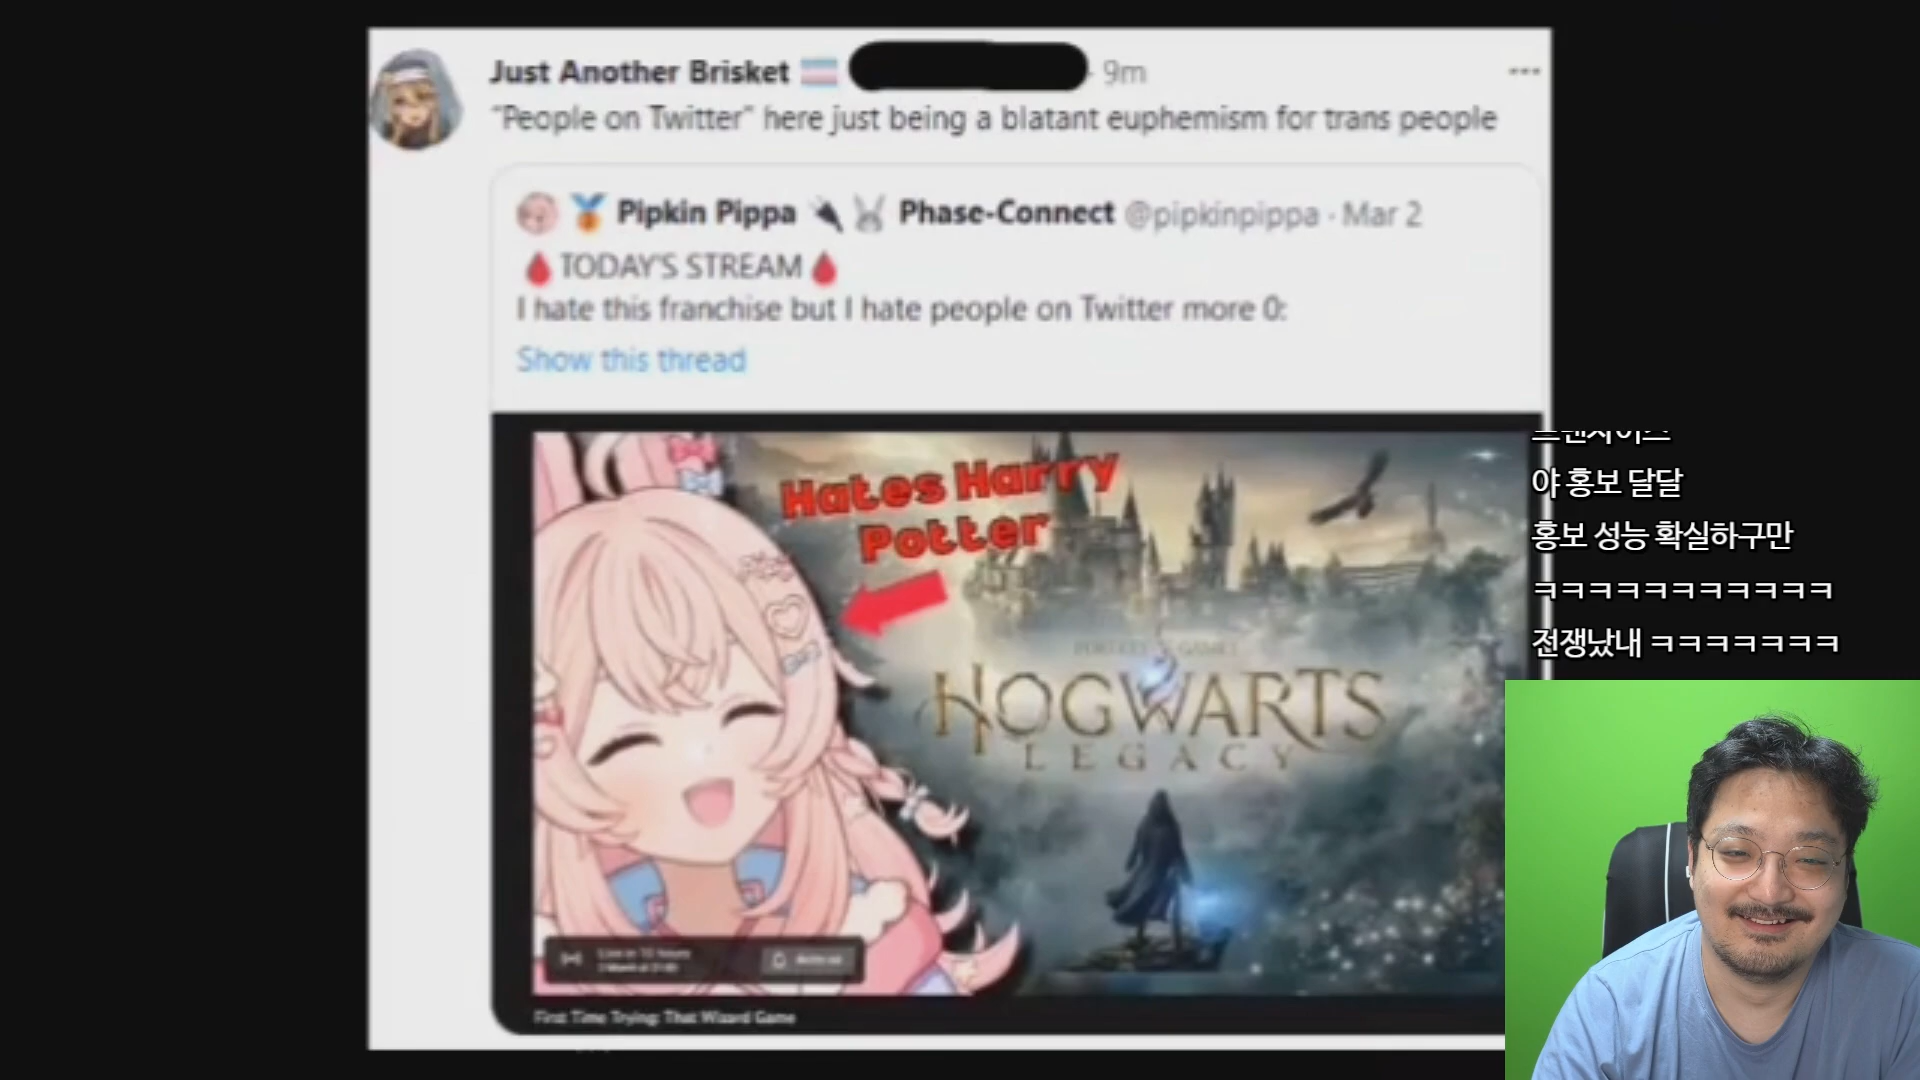 Just Another Brisket
9m
“People on Twitter” here just being a blatant euphemism for trans people
Pipkin Pippa Phase-Connect @pipkinpippa · Mar 2
TODAY'S STREAM
I hate this franchise but I hate people on Twitter more 0:
Show this thread
Hates Harry
Potter
HOGWARTS
LEGACY
First Time Trying: That Wizard Game
야 홍보 달달
홍보 성능 확실하구만
ㅋㅋㅋㅋㅋㅋㅋㅋㅋㅋㅋ
전쟁났내 ㅋㅋㅋㅋㅋㅋㅋ